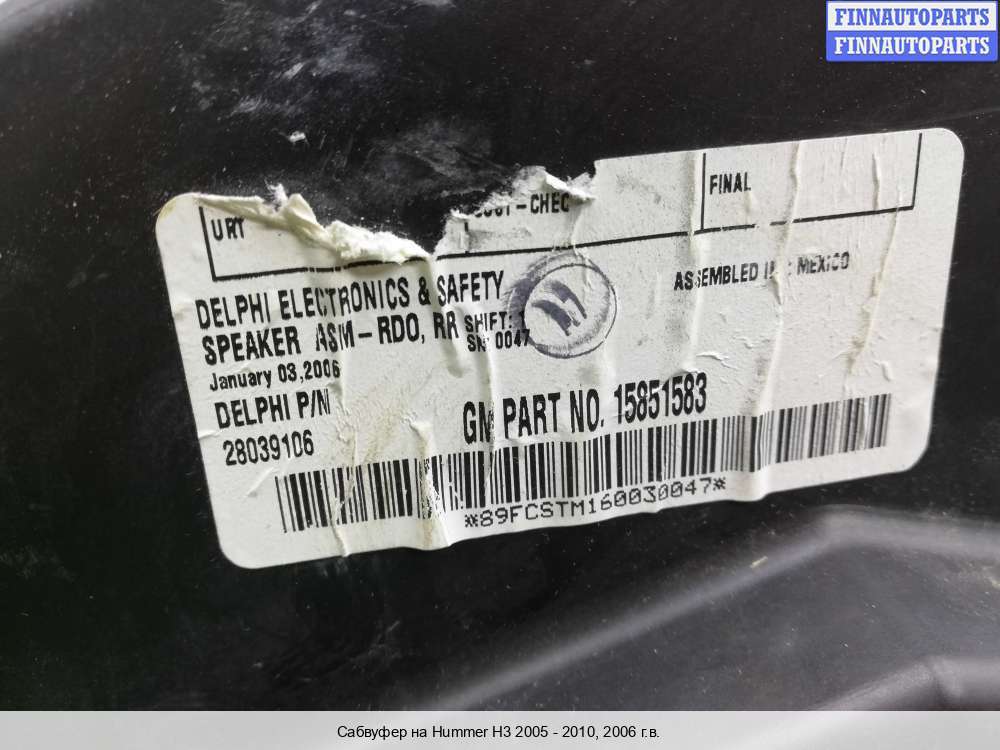 FINNAUTOPARTS
FINNAUTOPARTS
URT
-CHEC
FINAL
ASSEMBLED IN: MEXICO
DELPHI ELECTRONICS & SAFETY
SPEAKER ASM-RDO, RR
SHIFT:
SN 0047
January 03,2006
DELPHI P/N
28039106
GM PART NO. 15851583
*89FCSTM160030047*
Сабвуфер на Hummer H3 2005 - 2010, 2006 г.в.